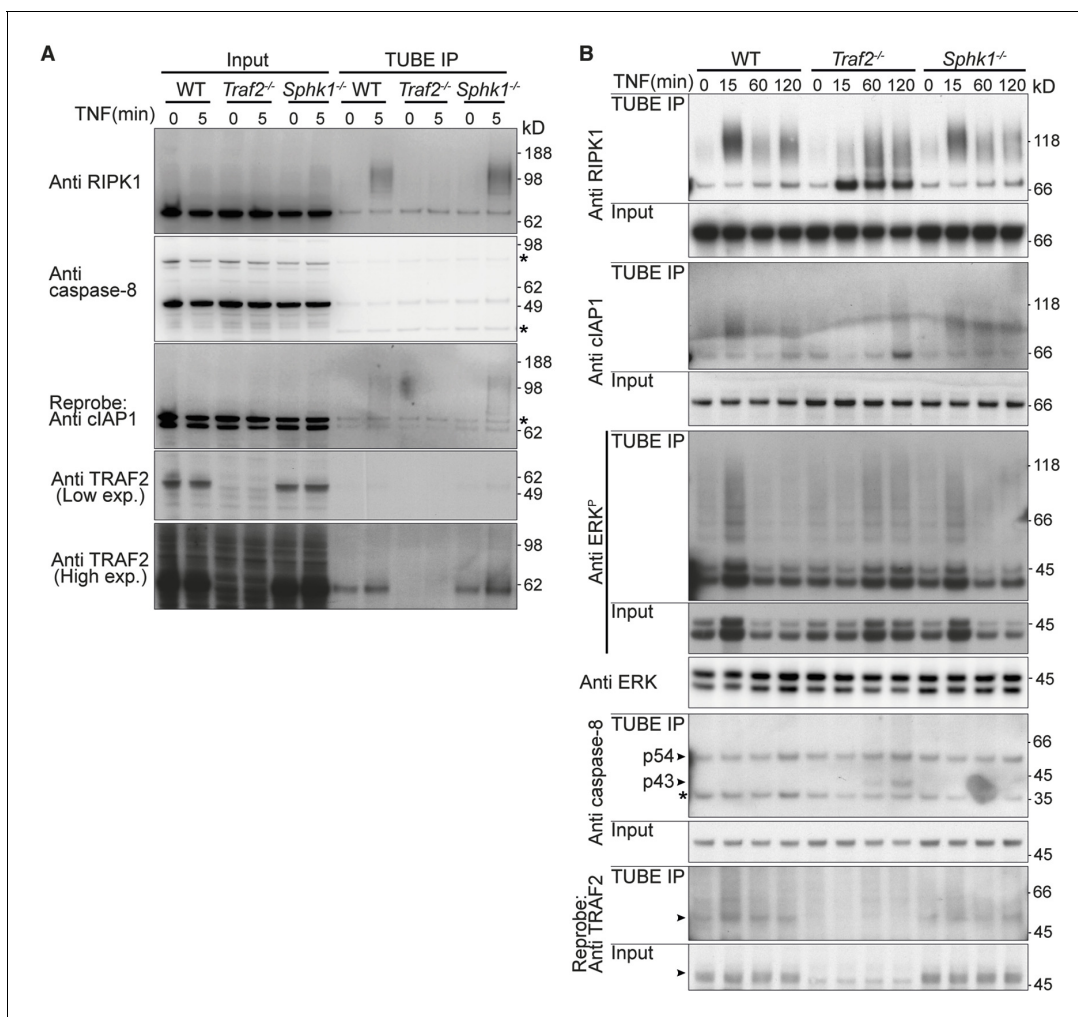 A
Input TUBE IP
WT Traf2-/- Sphk1-/- WT Traf2-/- Sphk1-/-
TNF(min) 0 5 0 5 0 5 0 5 0 5 0 5 kD
Anti RIPK1
188
98
62
Anti
caspase-8
98
*
62
49
*
Reprobe:
Anti cIAP1
188
98
*
62
Anti TRAF2
(Low exp.)
62
49
Anti TRAF2
(High exp.)
98
62
B
WT Traf2-/- Sphk1-/-
TNF(min) 0 15 60 120 0 15 60 120 0 15 60 120 kD
Anti RIPK1
TUBE IP
118
66
Input
66
Anti cIAP1
TUBE IP
118
66
Input
66
Anti ERKP
TUBE IP
118
66
45
Input
45
Anti ERK
45
Anti caspase-8
TUBE IP
66
p54
45
p43
*
35
Input
45
Reprobe:
Anti TRAF2
TUBE IP
66
45
Input
45